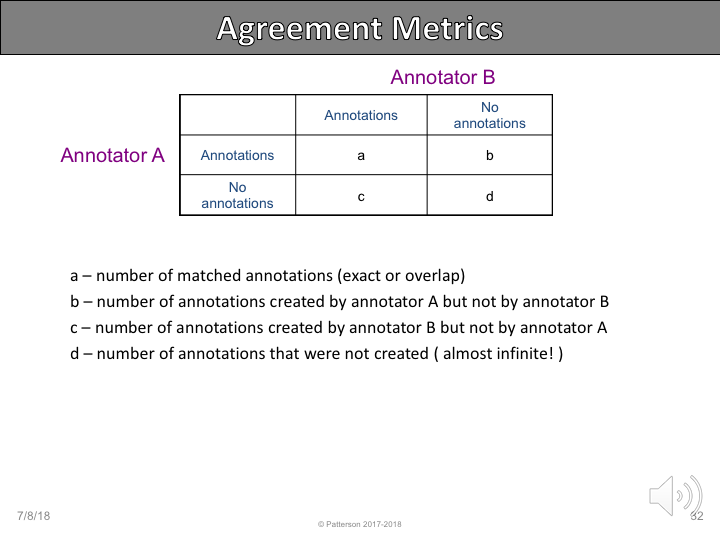 Agreement Metrics
Annotator B
Annotations
No
annotations
Annotator A
Annotations
a
b
No
annotations
c
d
a – number of matched annotations (exact or overlap)
b – number of annotations created by annotator A but not by annotator B
c – number of annotations created by annotator B but not by annotator A
d – number of annotations that were not created ( almost infinite! )
7/8/18
© Patterson 2017-2018
32